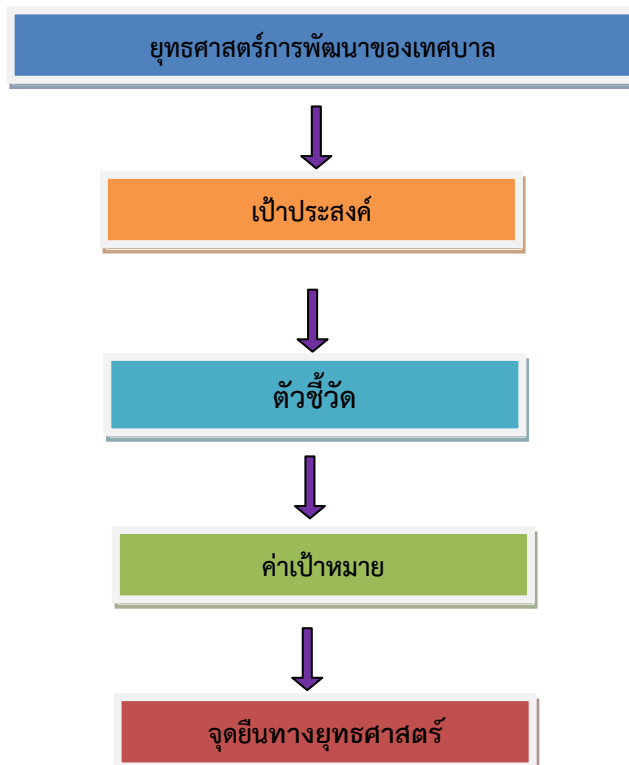 ยุทธศาสตร์การพัฒนาของเทศบาล
เป้าประสงค์
ตัวชี้วัด
ค่าเป้าหมาย
จุดยืนทางยุทธศาสตร์